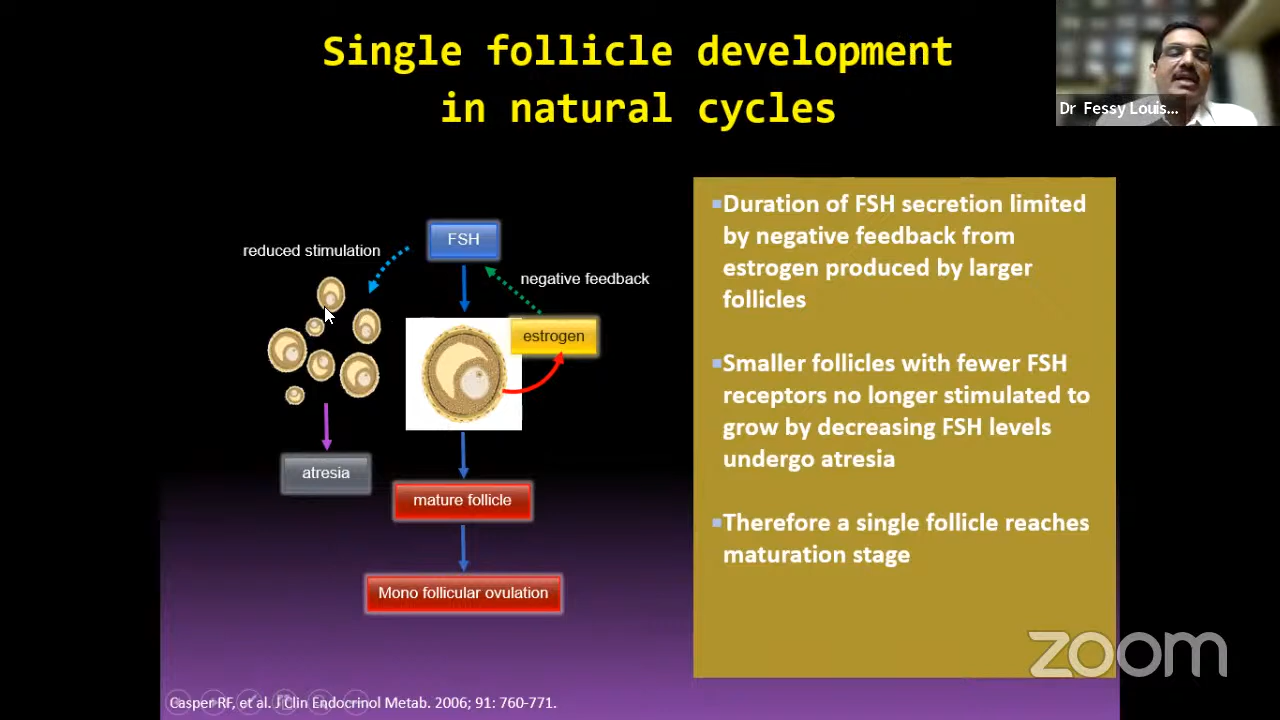 Single follicle development
in natural cycles
Dr Fessy Louis...
FSH
reduced stimulation
negative feedback
estrogen
atresia
mature follicle
Mono follicular ovulation
▪Duration of FSH secretion limited
by negative feedback from
estrogen produced by larger
follicles
▪Smaller follicles with fewer FSH
receptors no longer stimulated to
grow by decreasing FSH levels
undergo atresia
▪Therefore a single follicle reaches
maturation stage
zoom
Casper RF, et al. J Clin Endocrinol Metab. 2006; 91: 760-771.